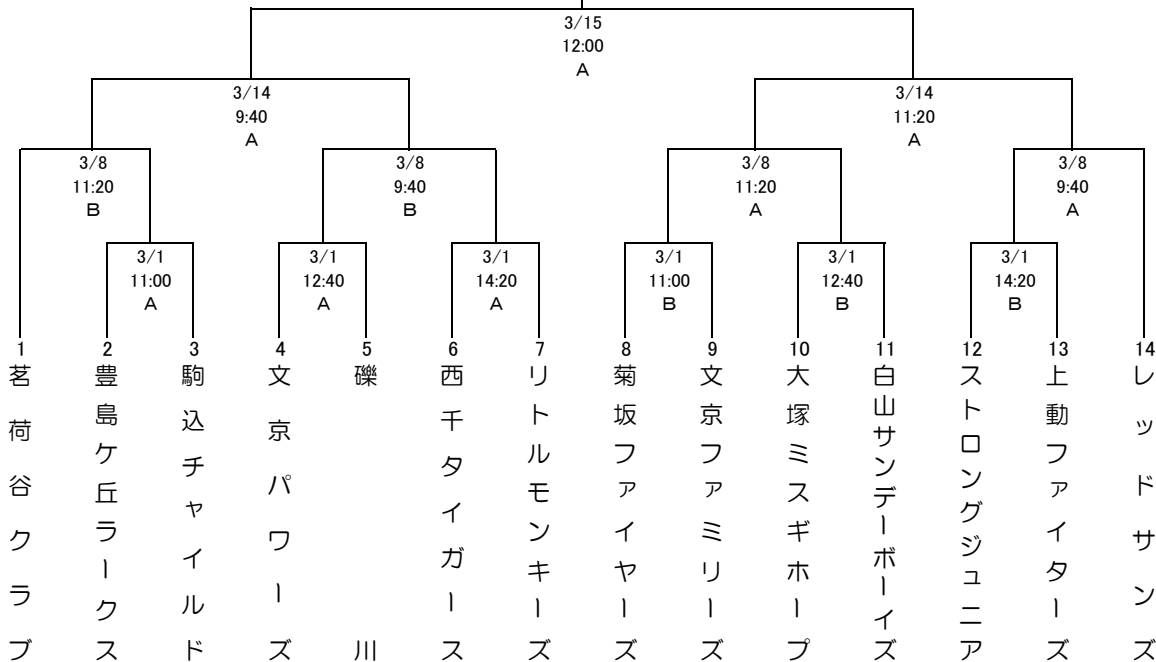 3/15
12:00
A
3/14
9:40
A
3/14
11:20
A
3/8
11:20
B
3/8
9:40
B
3/8
11:20
A
3/8
9:40
A
3/1
11:00
A
3/1
12:40
A
3/1
14:20
A
3/1
11:00
B
3/1
12:40
B
3/1
14:20
B
1
茗荷谷クラブ
2
豊島ケ丘ラークス
3
駒込チャイルド
4
文京パワーズ
5
礫川
6
西千タイガース
7
リトルモンキーズ
8
菊坂ファイヤーズ
9
文京ファミリーズ
10
大塚ミスギホープ
11
白山サンデーボーイズ
12
ストロングジュニア
13
上動ファイターズ
14
レッドサンズ